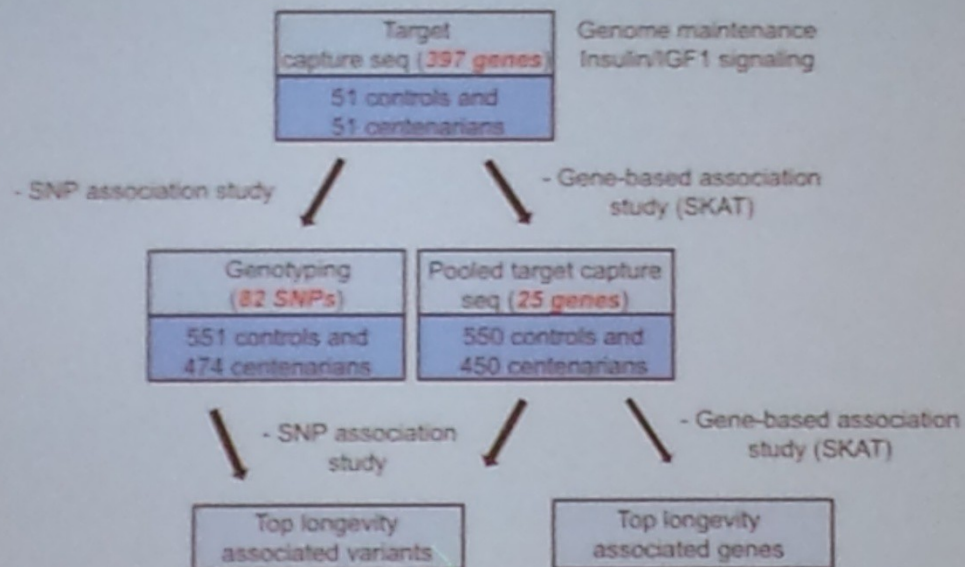 Target
capture seq (397 genes)
51 controls and
51 centenarians
Genome maintenance
Insulin/IGF1 signaling
- SNP association study
- Gene-based association
study (SKAT)
Genotyping
(82 SNPs)
551 controls and
474 centenarians
Pooled target capture
seq (25 genes)
550 controls and
450 centenarians
- SNP association
study
- Gene-based association
study (SKAT)
Top longevity
associated variants
Top longevity
associated genes